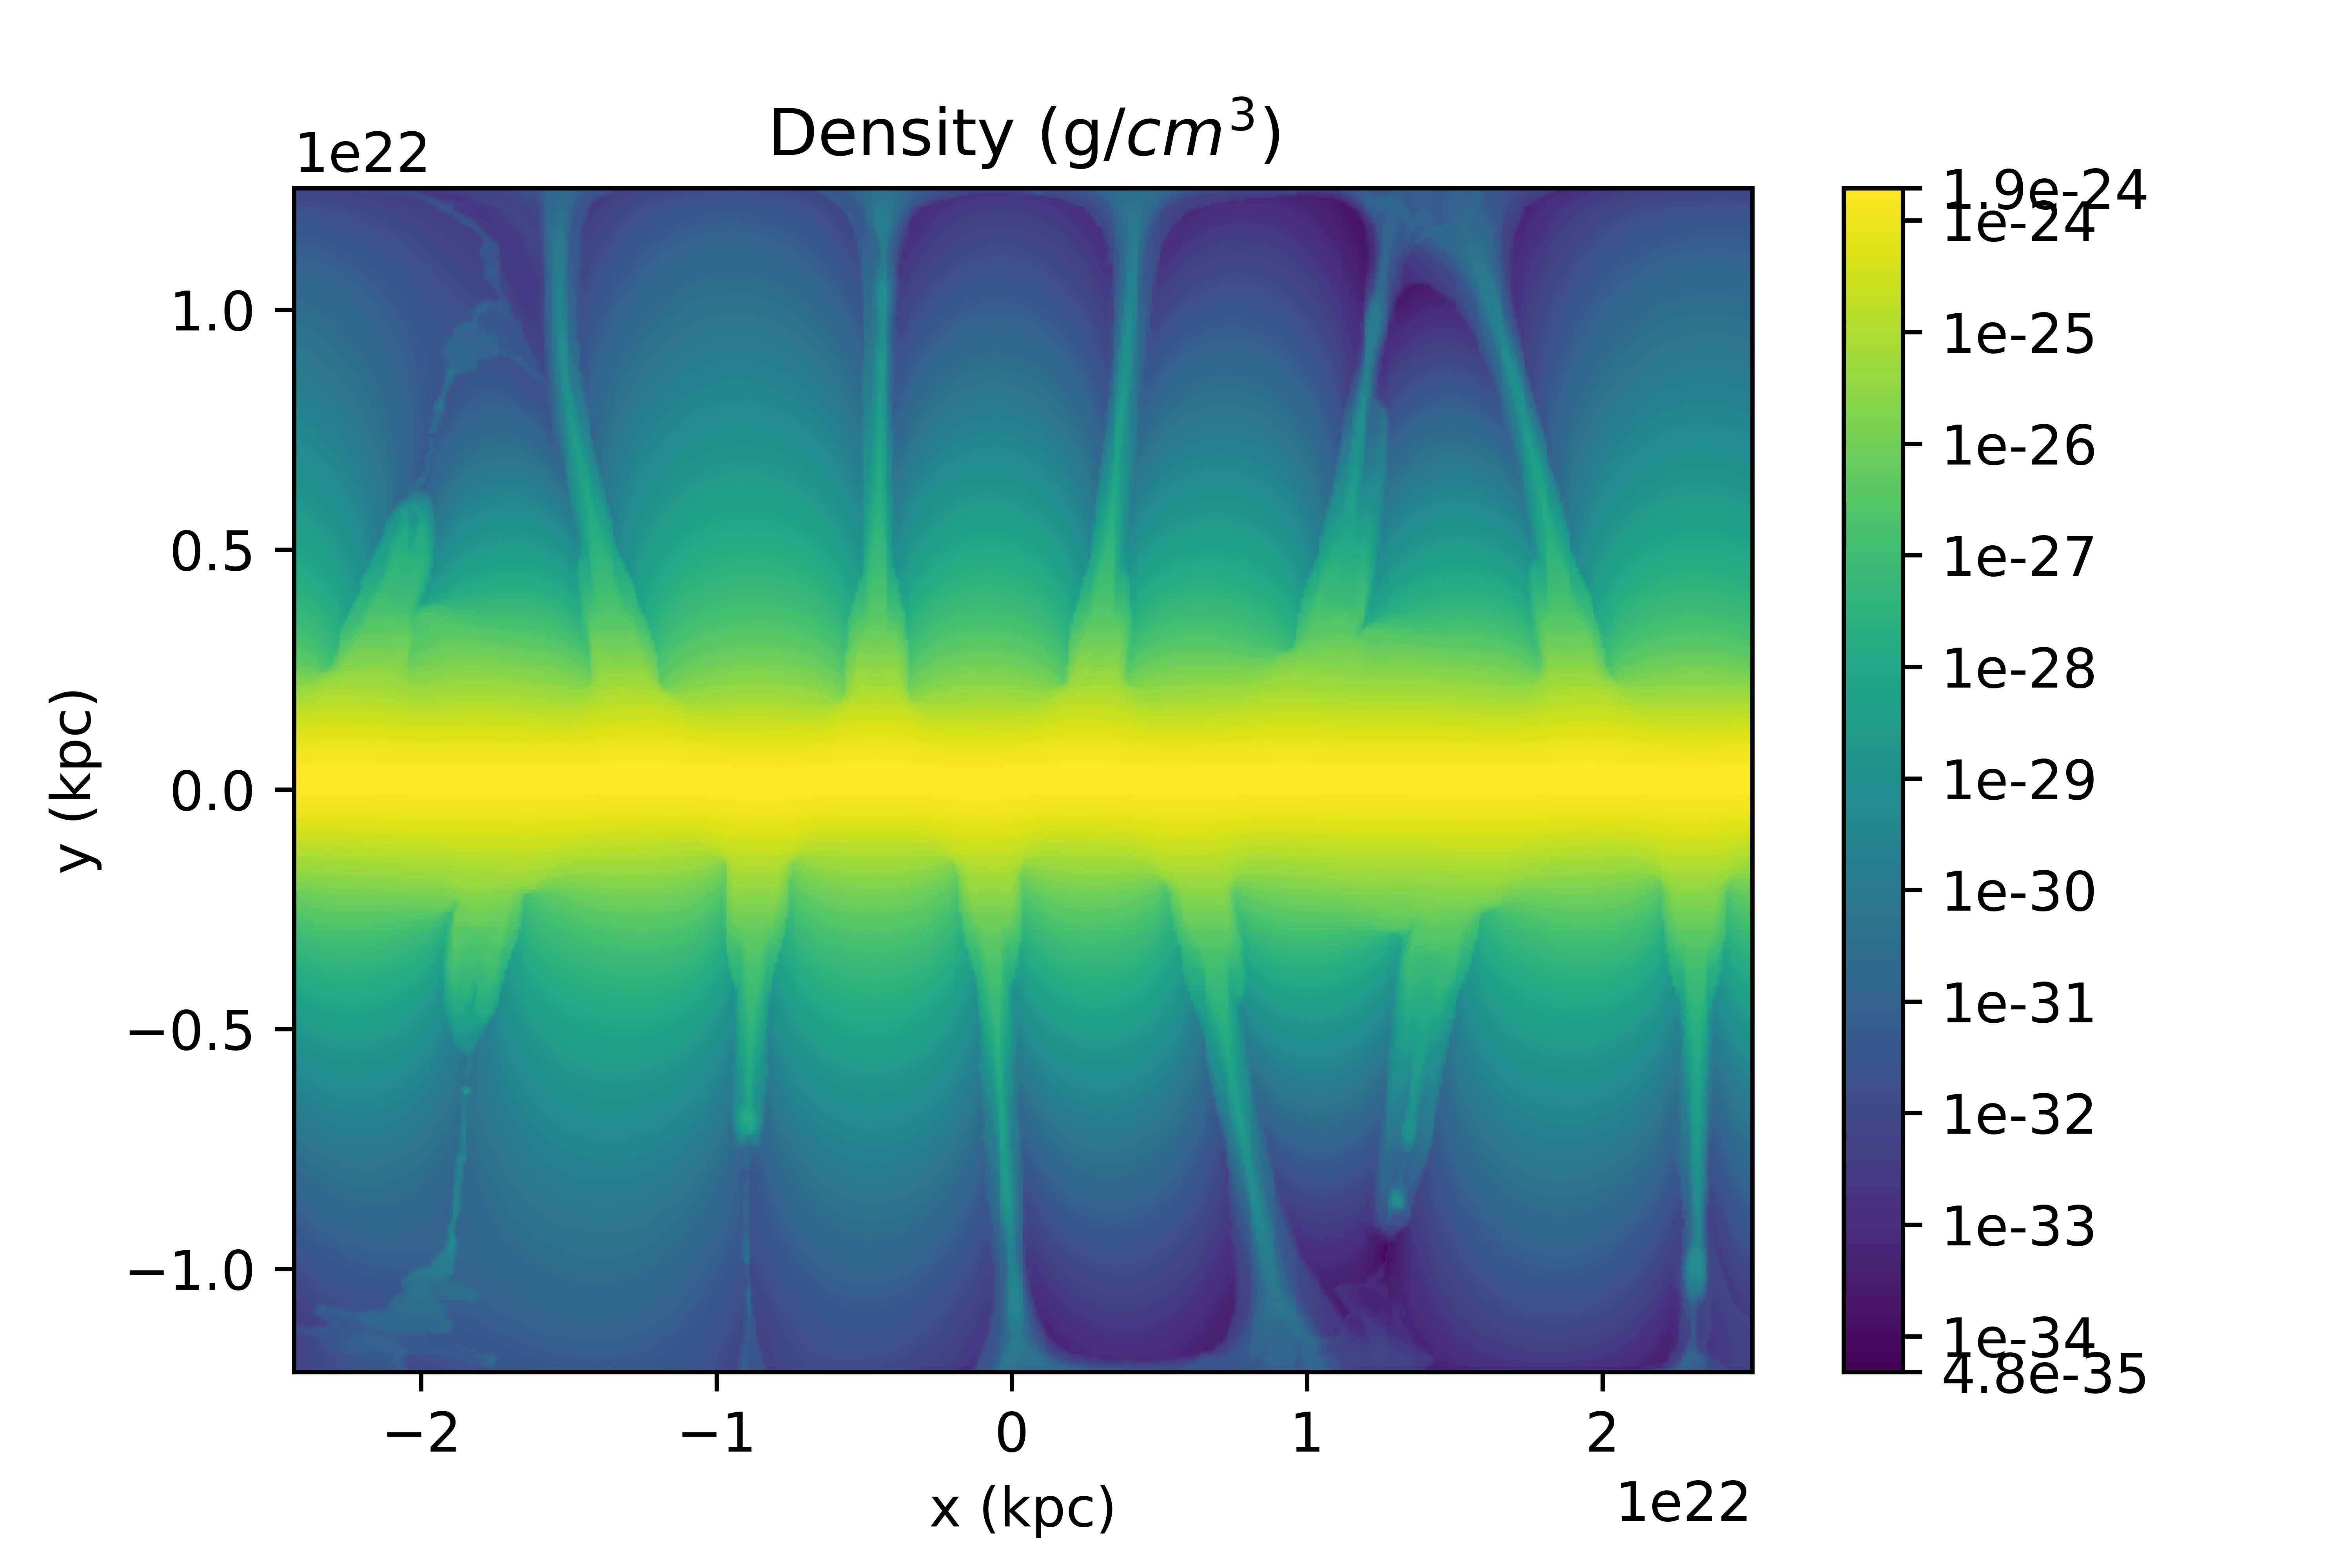 Density (g/cm³)
1e22
1.0
0.5
0.0
−0.5
−1.0
y (kpc)
−2
−1
0
1
2
x (kpc)
1e22
1.9e-24
1e-24
1e-25
1e-26
1e-27
1e-28
1e-29
1e-30
1e-31
1e-32
1e-33
1e-34
4.8e-35